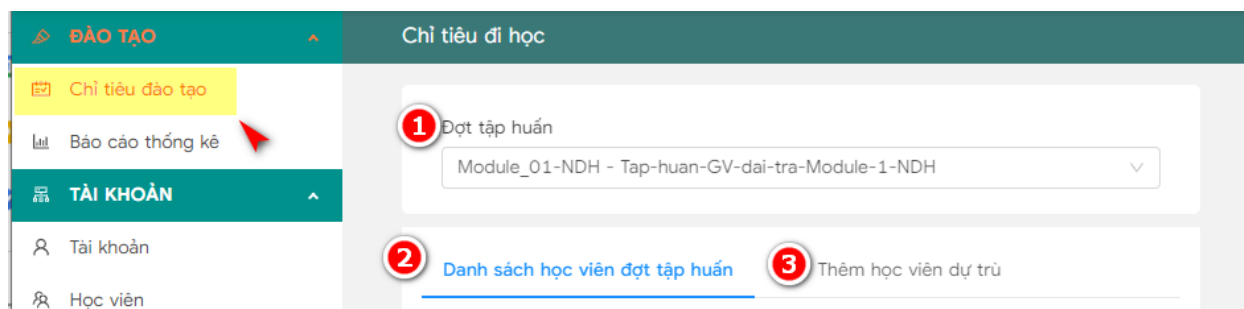 ĐÀO TẠO
Chỉ tiêu đào tạo
Báo cáo thống kê
TÀI KHOẢN
Tài khoản
Học viên
Chỉ tiêu đi học
1 Đợt tập huấn
Module_01-NDH - Tap-huan-GV-dai-tra-Module-1-NDH
2 Danh sách học viên đợt tập huấn 3 Thêm học viên dự trù